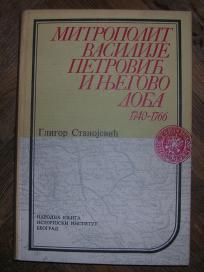 МИТРОПОЛИТ
ВАСИЛИЈЕ
ПЕТРОВИЋ
И ЊЕГОВО
ДОБА
1740-1766
Глигор Станојевић
НАРОДНА КЊИГА
ИСТОРИЈСКИ ИНСТИТУТ
БЕОГРАД